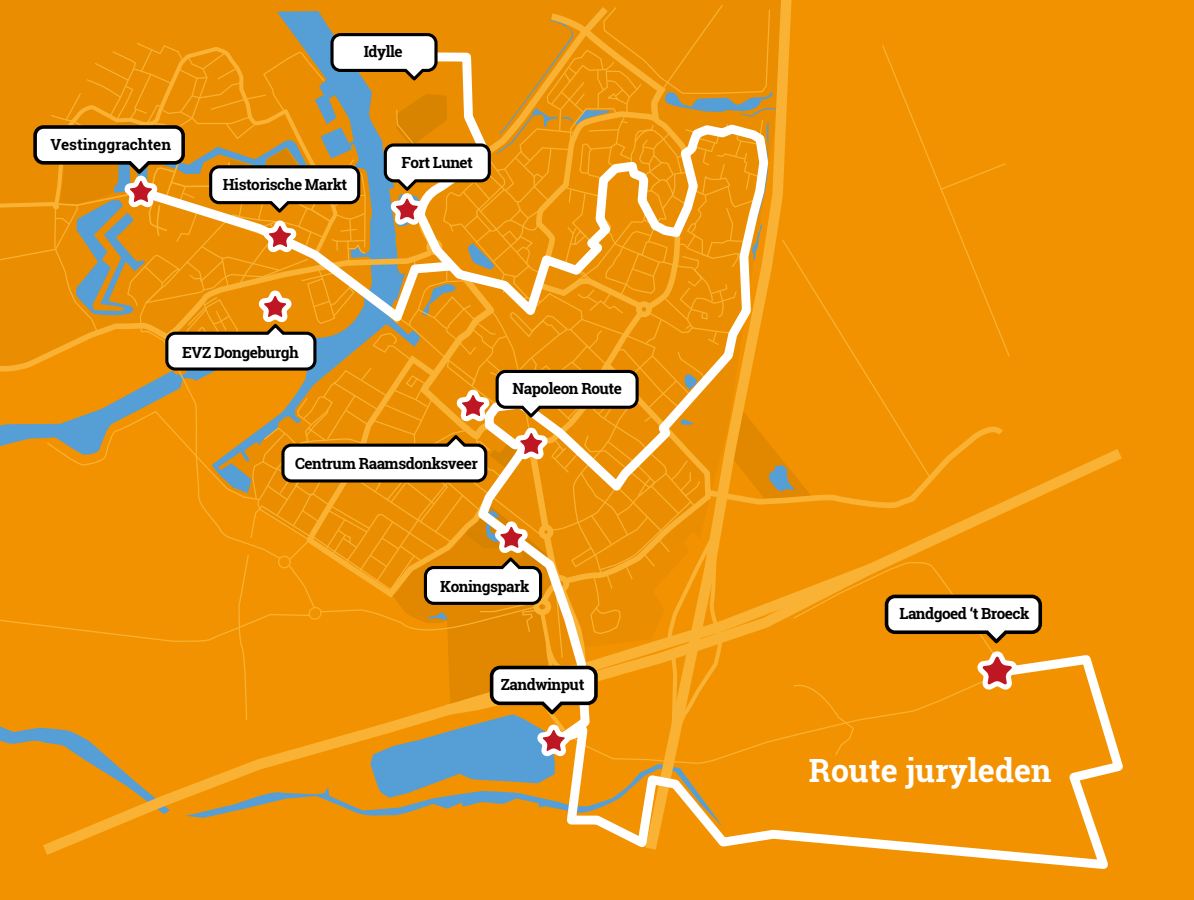 Idylle
Vestinggrachten
Fort Lunet
Historische Markt
EVZ Dongeburgh
Napoleon Route
Centrum Raamsdonksveer
Koningspark
Landgoed ‘t Broeck
Zandwinput
Route juryleden